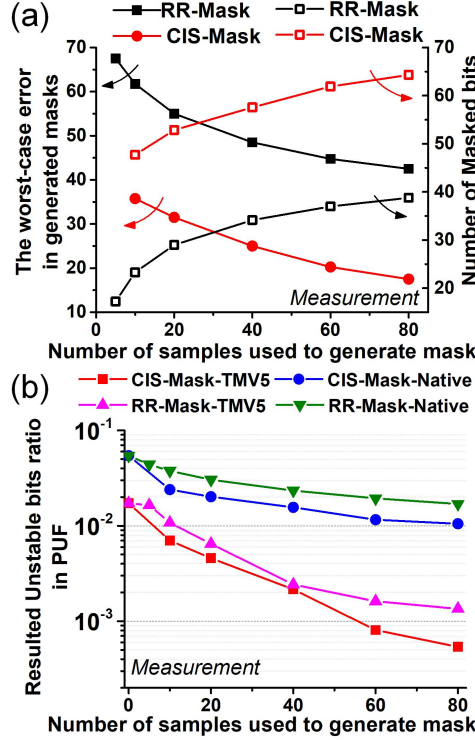 (a)
RR-Mask RR-Mask
CIS-Mask CIS-Mask
The worst-case error
in generated masks
70
60
50
40
30
20
10
70
60
50
40
30
20
Number of Masked bits
Measurement
0 20 40 60 80
Number of samples used to generate mask
(b)
CIS-Mask-TMV5 CIS-Mask-Native
RR-Mask-TMV5 RR-Mask-Native
Resulted Unstable bits ratio
in PUF
10-1
10-2
10-3
Measurement
0 20 40 60 80
Number of samples used to generate mask